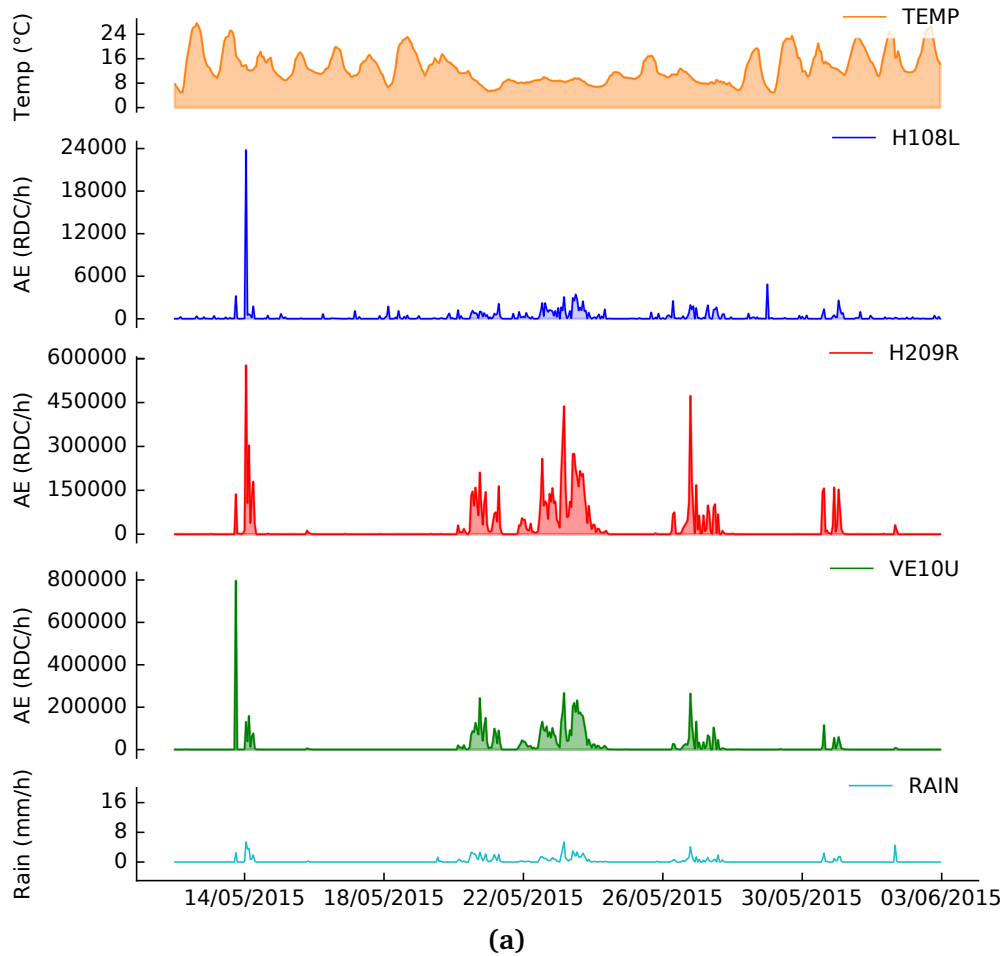 TEMP
Temp (°C)
24
16
8
0
H108L
AE (RDC/h)
24000
18000
12000
6000
0
H209R
AE (RDC/h)
600000
450000
300000
150000
0
VE10U
AE (RDC/h)
800000
600000
400000
200000
0
RAIN
Rain (mm/h)
16
8
0
14/05/2015 18/05/2015 22/05/2015 26/05/2015 30/05/2015 03/06/2015
(a)